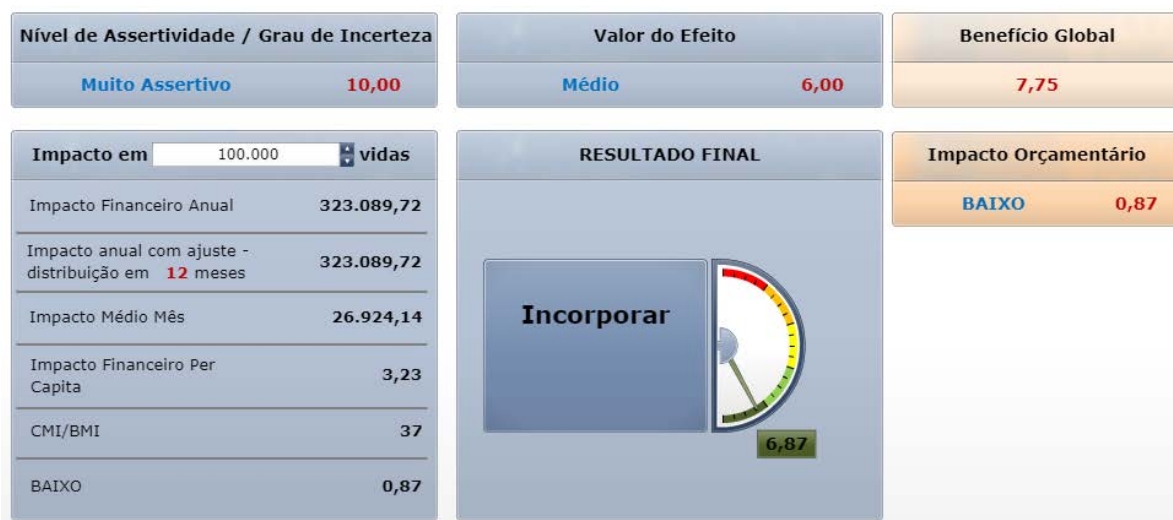 Nível de Assertividade / Grau de Incerteza
Muito Assertivo 10,00
Valor do Efeito
Médio 6,00
Benefício Global
7,75
Impacto em 100.000 vidas
Impacto Financeiro Anual 323.089,72
Impacto anual com ajuste -
distribuição em 12 meses 323.089,72
Impacto Médio Mês 26.924,14
Impacto Financeiro Per
Capita 3,23
CMI/BMI 37
BAIXO 0,87
RESULTADO FINAL
Incorporar
6,87
Impacto Orçamentário
BAIXO 0,87